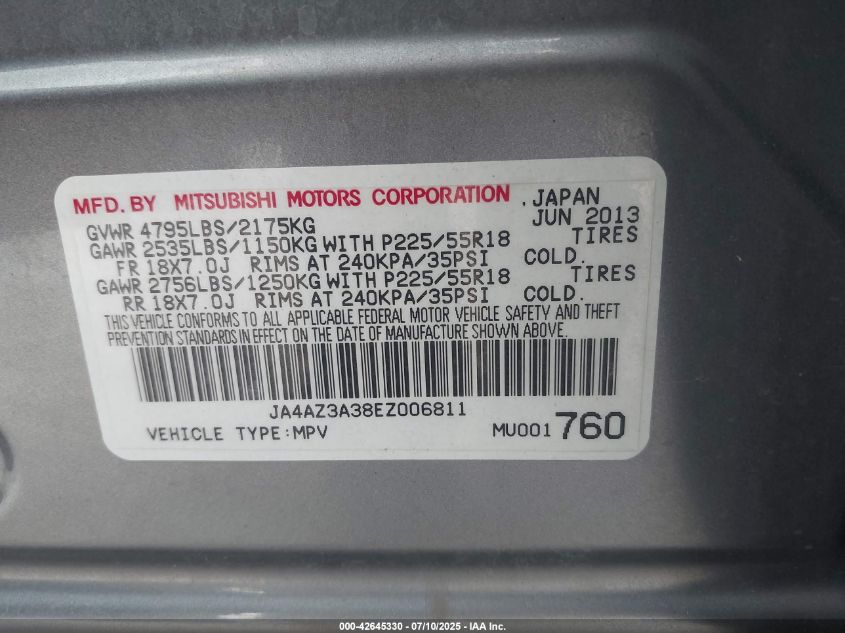 MFD. BY MITSUBISHI MOTORS CORPORATION . JAPAN
GVWR 4795LBS/2175KG JUN 2013
GAWR 2535LBS/1150KG WITH P225/55R18 TIRES
FR 18X7.0J RIMS AT 240KPA/35PSI COLD.
GAWR 2756LBS/1250KG WITH P225/55R18 TIRES
RR 18X7.0J RIMS AT 240KPA/35PSI COLD.
THIS VEHICLE CONFORMS TO ALL APPLICABLE FEDERAL MOTOR VEHICLE SAFETY AND THEFT
PREVENTION STANDARDS IN EFFECT ON THE DATE OF MANUFACTURE SHOWN ABOVE.
JA4AZ3A38EZ006811
VEHICLE TYPE:MPV MU001760
000-42645330 - 07/10/2025 - IAA Inc.